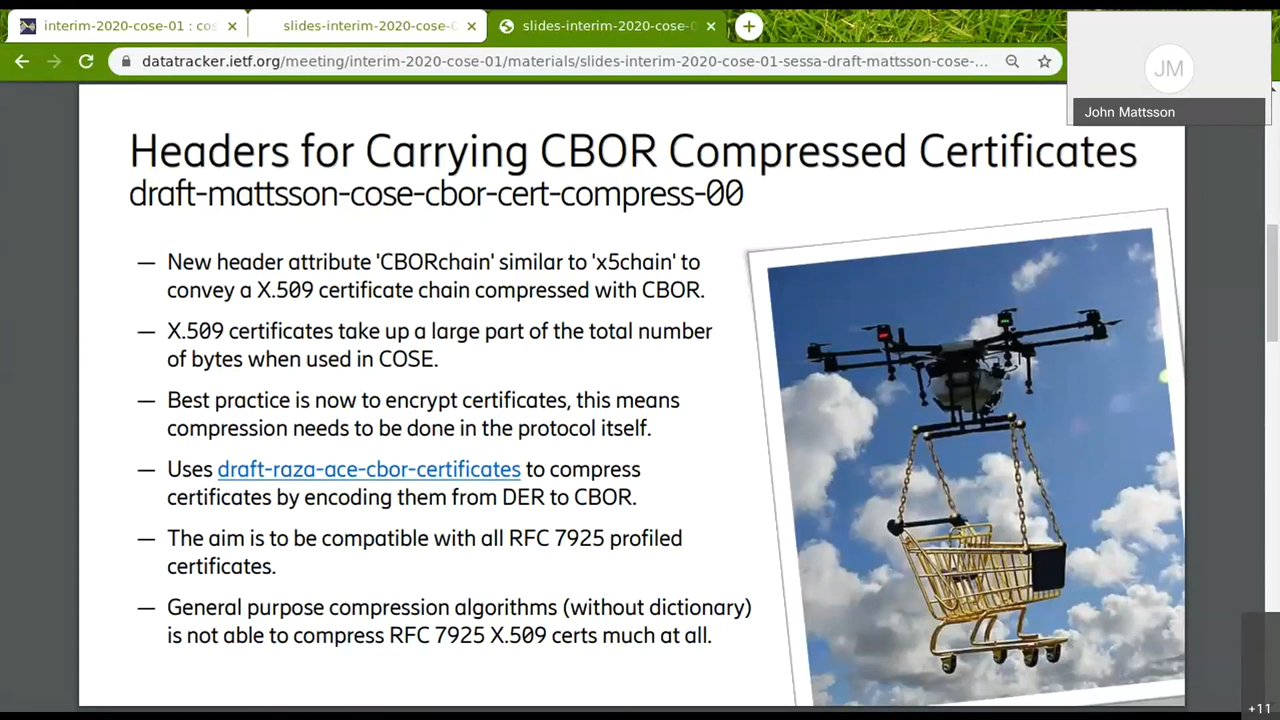 interim-2020-cose-01 : cos
slides-interim-2020-cose-
slides-interim-2020-cose-
datatracker.ietf.org/meeting/interim-2020-cose-01/materials/slides-interim-2020-cose-01-sessa-draft-mattsson-cose-...
JM
John Mattsson
Headers for Carrying CBOR Compressed Certificates
draft-mattsson-cose-cbor-cert-compress-00
— New header attribute 'CBORchain' similar to 'x5chain' to
convey a X.509 certificate chain compressed with CBOR.
— X.509 certificates take up a large part of the total number
of bytes when used in COSE.
— Best practice is now to encrypt certificates, this means
compression needs to be done in the protocol itself.
— Uses draft-raza-ace-cbor-certificates to compress
certificates by encoding them from DER to CBOR.
— The aim is to be compatible with all RFC 7925 profiled
certificates.
— General purpose compression algorithms (without dictionary)
is not able to compress RFC 7925 X.509 certs much at all.
+11